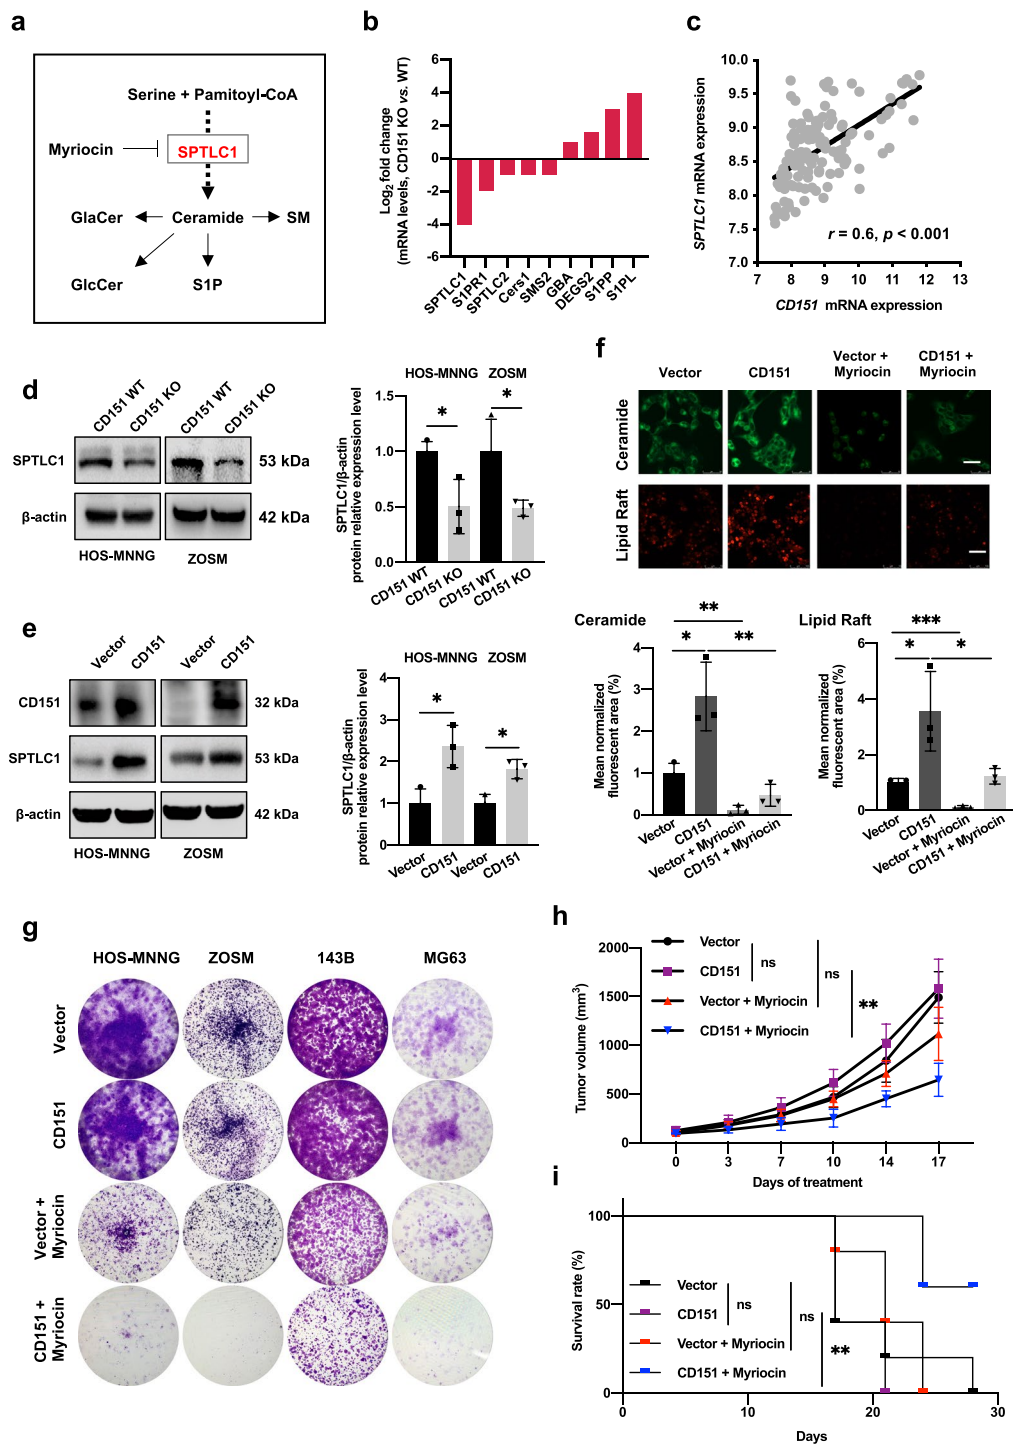 a
Serine + Pamitoyl-CoA
Myriocin
SPTLC1
GlaCer
Ceramide
SM
GlcCer
S1P
b
Log2 fold change
(mRNA levels, CD151 KO vs. WT)
6
4
2
0
-2
-4
-6
SPTLC1
S1PR1
SPTLC2
Cers1
SMS2
GBA
DEGS2
S1PP
S1PL
c
SPTLC1 mRNA expression
10.0
9.5
9.0
8.5
8.0
7.5
7.0
r = 0.6, p < 0.001
7 8 9 10 11 12 13
CD151 mRNA expression
d
CD151 WT
CD151 KO
CD151 WT
CD151 KO
SPTLC1
53 kDa
β-actin
42 kDa
HOS-MNNG
ZOSM
HOS-MNNG ZOSM
SPTLC1/β-actin
protein relative expression level
1.5
1.0
0.5
0.0
*
*
CD151 WT
CD151 KO
CD151 WT
CD151 KO
e
Vector
CD151
Vector
CD151
CD151
32 kDa
SPTLC1
53 kDa
β-actin
42 kDa
HOS-MNNG
ZOSM
HOS-MNNG ZOSM
SPTLC1/β-actin
protein relative expression level
4
3
2
1
0
*
*
Vector
CD151
Vector
CD151
f
Vector
CD151
Vector +
Myriocin
CD151 +
Myriocin
Ceramide
Lipid Raft
Ceramide
Mean normalized
fluorescent area (%)
4
3
2
1
0
**
*
**
Vector
CD151
Vector + Myriocin
CD151 + Myriocin
Lipid Raft
Mean normalized
fluorescent area (%)
6
4
2
0
***
*
*
Vector
CD151
Vector + Myriocin
CD151 + Myriocin
g
HOS-MNNG
ZOSM
143B
MG63
Vector
CD151
Vector +
Myriocin
CD151 +
Myriocin
h
Tumor volume (mm3)
2000
1500
1000
500
0
Vector
CD151
Vector + Myriocin
CD151 + Myriocin
ns
ns
**
0 3 7 10 14 17
Days of treatment
i
Survival rate (%)
100
50
0
Vector
CD151
Vector + Myriocin
CD151 + Myriocin
ns
ns
**
0 10 20 30
Days